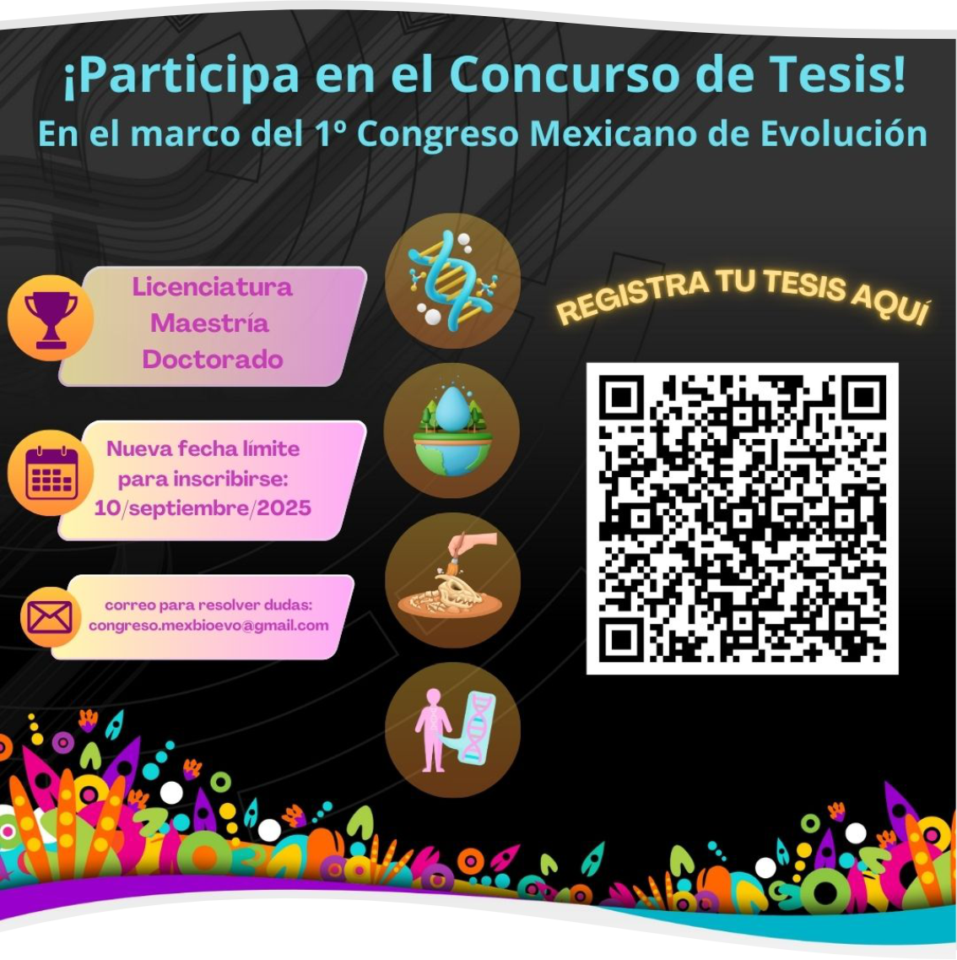 ¡Participa en el Concurso de Tesis!
En el marco del 1º Congreso Mexicano de Evolución
Licenciatura
Maestría
Doctorado
Nueva fecha límite
para inscribirse:
10/septiembre/2025
correo para resolver dudas:
congreso.mexbioevo@gmail.com
REGISTRA TU TESIS AQUÍ